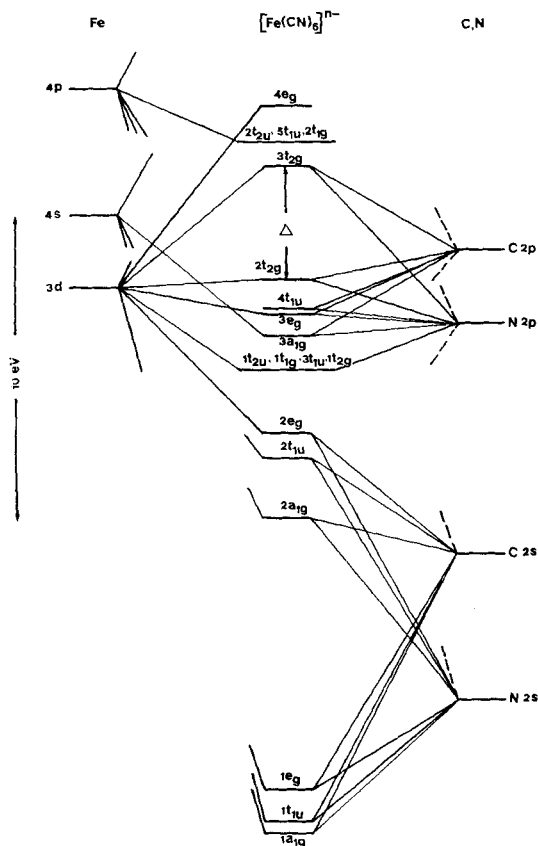 Fe [Fe(CN)₆]ⁿ⁻ C,N
4p
4eg
2t2u, 5t1u, 2t1g
3t2g
4s
Δ
C 2p
2t2g
3d
4t1u
3eg
N 2p
3a1g
1t2u, 1t1g, 3t1u, 1t2g
10 eV
2eg
2t1u
2a1g
C 2s
N 2s
1eg
1t1u
1a1g